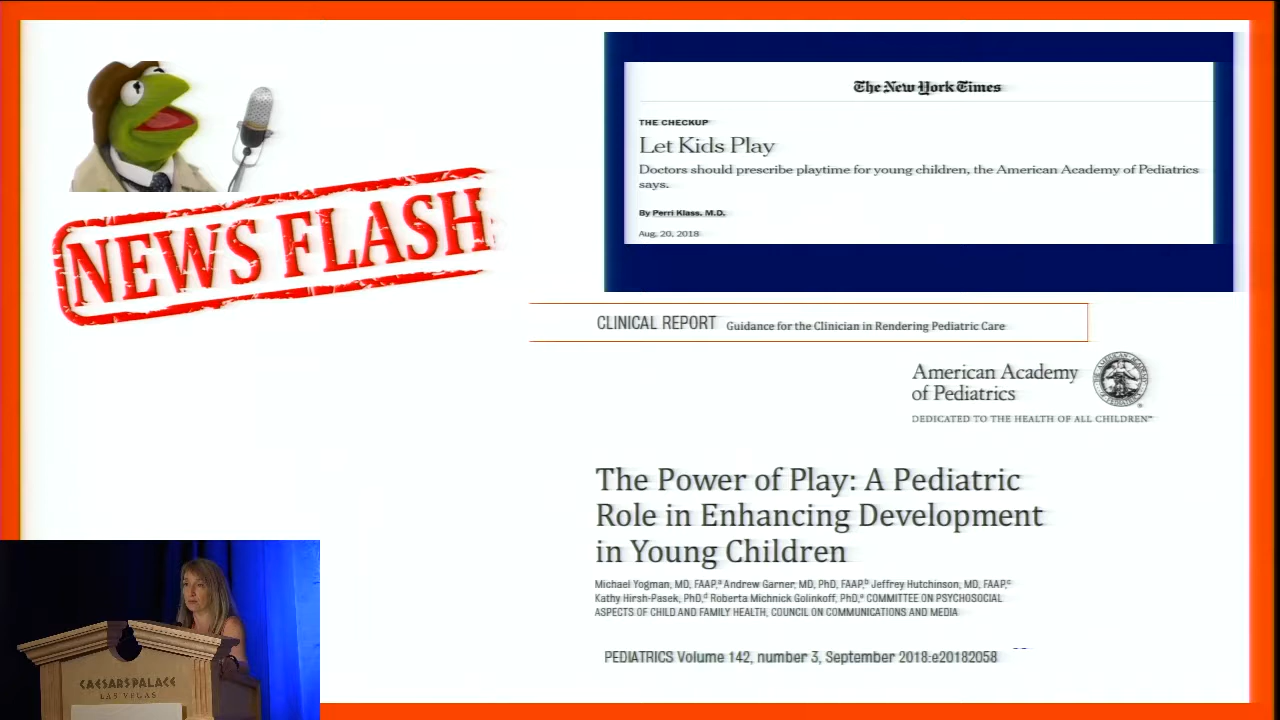 NEWS FLASH
The New York Times
THE CHECKUP
Let Kids Play
Doctors should prescribe playtime for young children, the American Academy of Pediatrics
says.
By Perri Klass, M.D.
Aug. 20, 2018
CLINICAL REPORT Guidance for the Clinician in Rendering Pediatric Care
American Academy
of Pediatrics
DEDICATED TO THE HEALTH OF ALL CHILDREN™
The Power of Play: A Pediatric
Role in Enhancing Development
in Young Children
Michael Yogman, MD, FAAP,a Andrew Garner, MD, PhD, FAAP,b Jeffrey Hutchinson, MD, FAAP,c
Kathy Hirsh-Pasek, PhD,d Roberta Michnick Golinkoff, PhD,e COMMITTEE ON PSYCHOSOCIAL
ASPECTS OF CHILD AND FAMILY HEALTH, COUNCIL ON COMMUNICATIONS AND MEDIA
PEDIATRICS Volume 142, number 3, September 2018:e20182058
CAESARS PALACE
LAS VEGAS